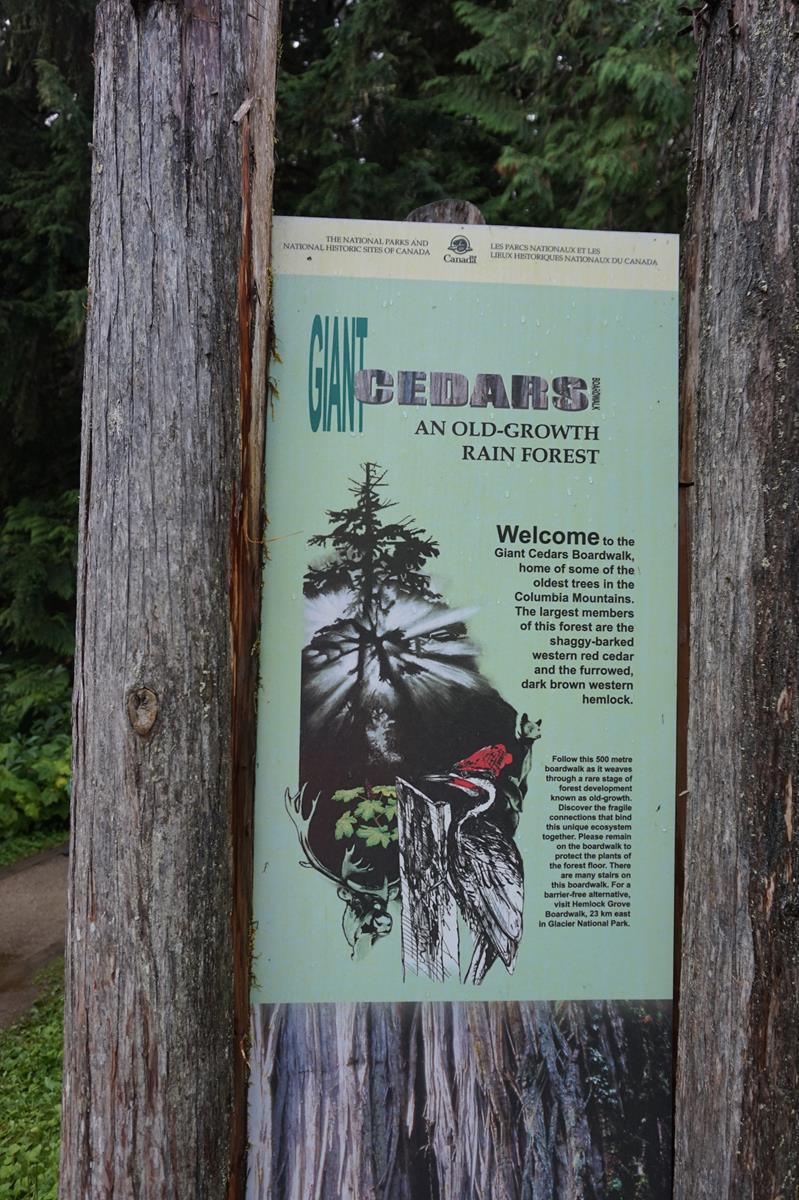 THE NATIONAL PARKS AND
NATIONAL HISTORIC SITES OF CANADA
Canada
LES PARCS NATIONAUX ET LES
LIEUX HISTORIQUES NATIONAUX DU CANADA
GIANT
CEDARS
BOARDWALK
AN OLD-GROWTH
RAIN FOREST
Welcome to the
Giant Cedars Boardwalk,
home of some of the
oldest trees in the
Columbia Mountains.
The largest members
of this forest are the
shaggy-barked
western red cedar
and the furrowed,
dark brown western
hemlock.
Follow this 500 metre
boardwalk as it weaves
through a rare stage of
forest development
known as old-growth.
Discover the fragile
connections that bind
this unique ecosystem
together. Please remain
on the boardwalk to
protect the plants of
the forest floor. There
are many stairs on
this boardwalk. For a
barrier-free alternative,
visit Hemlock Grove
Boardwalk, 23 km east
in Glacier National Park.